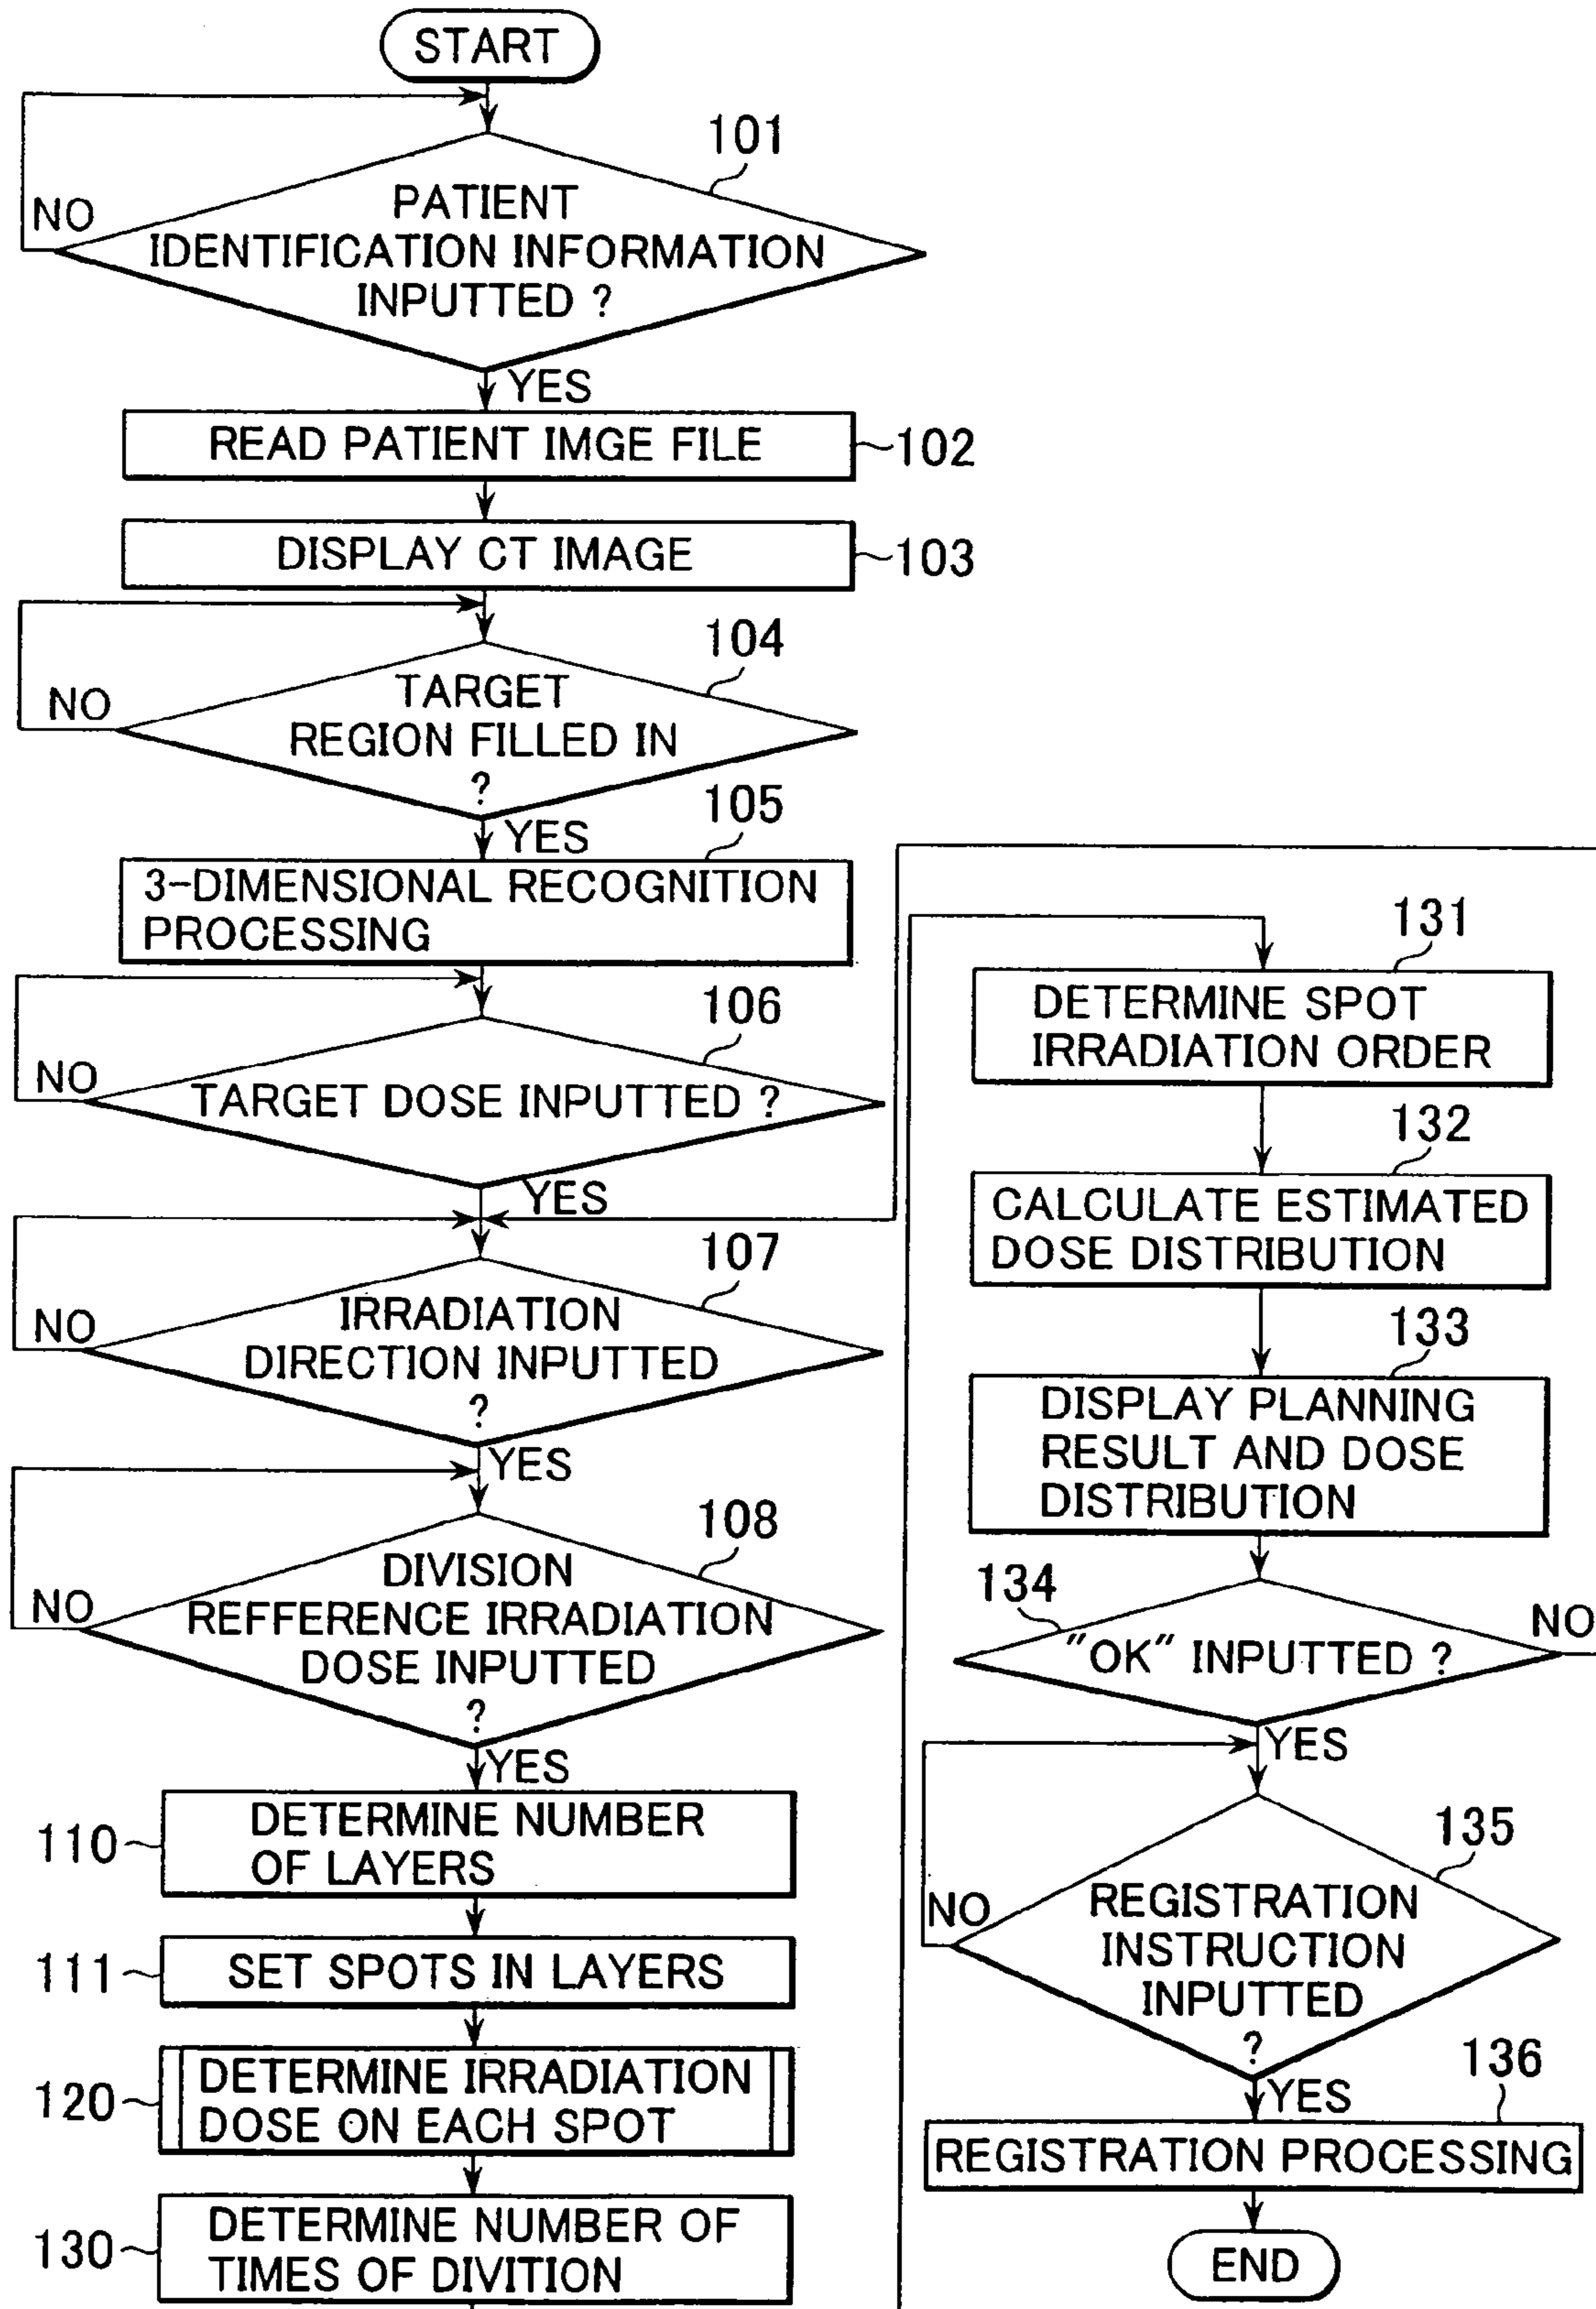 START
101
PATIENT
IDENTIFICATION INFORMATION
INPUTTED ?
NO
YES
READ PATIENT IMGE FILE
102
DISPLAY CT IMAGE
103
104
TARGET
REGION FILLED IN
?
NO
YES
105
3-DIMENSIONAL RECOGNITION
PROCESSING
106
TARGET DOSE INPUTTED ?
NO
YES
107
IRRADIATION
DIRECTION INPUTTED
?
NO
YES
108
DIVISION
REFFERENCE IRRADIATION
DOSE INPUTTED
?
NO
YES
110
DETERMINE NUMBER
OF LAYERS
111
SET SPOTS IN LAYERS
120
DETERMINE IRRADIATION
DOSE ON EACH SPOT
130
DETERMINE NUMBER OF
TIMES OF DIVITION
131
DETERMINE SPOT
IRRADIATION ORDER
132
CALCULATE ESTIMATED
DOSE DISTRIBUTION
133
DISPLAY PLANNING
RESULT AND DOSE
DISTRIBUTION
134
"OK" INPUTTED ?
NO
YES
135
REGISTRATION
INSTRUCTION
INPUTTED
?
NO
YES
136
REGISTRATION PROCESSING
END